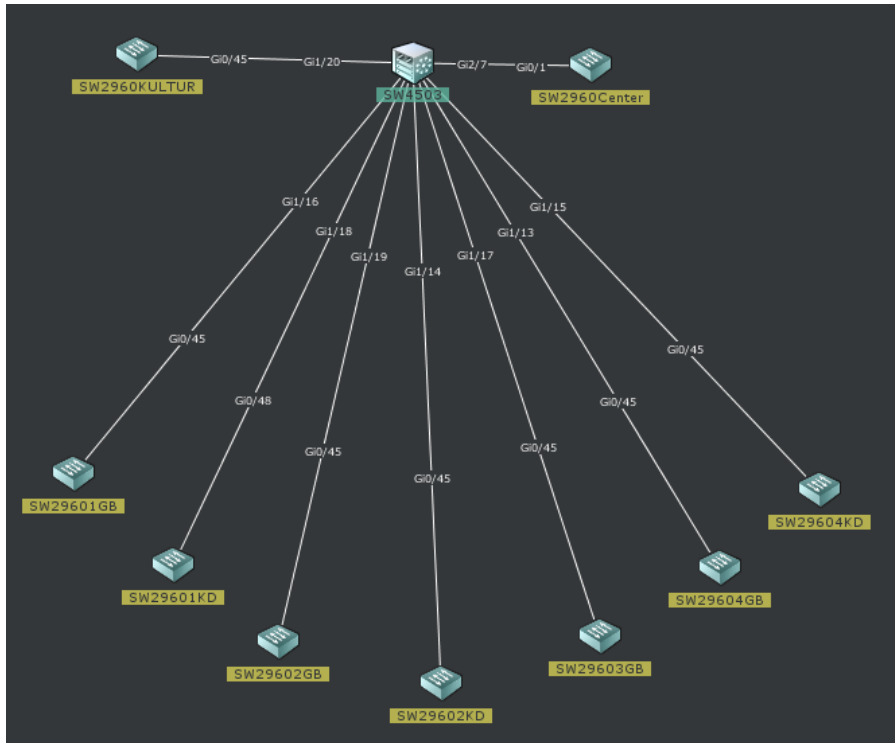 Gi0/45
Gi1/20
Gi2/7
Gi0/1
SW2960KULTUR
SW4503
SW2960Center
Gi1/16
Gi1/18
Gi1/19
Gi1/14
Gi1/17
Gi1/13
Gi1/15
Gi0/45
Gi0/48
Gi0/45
Gi0/45
Gi0/45
Gi0/45
Gi0/45
SW29601GB
SW29601KD
SW29602GB
SW29602KD
SW29603GB
SW29604GB
SW29604KD